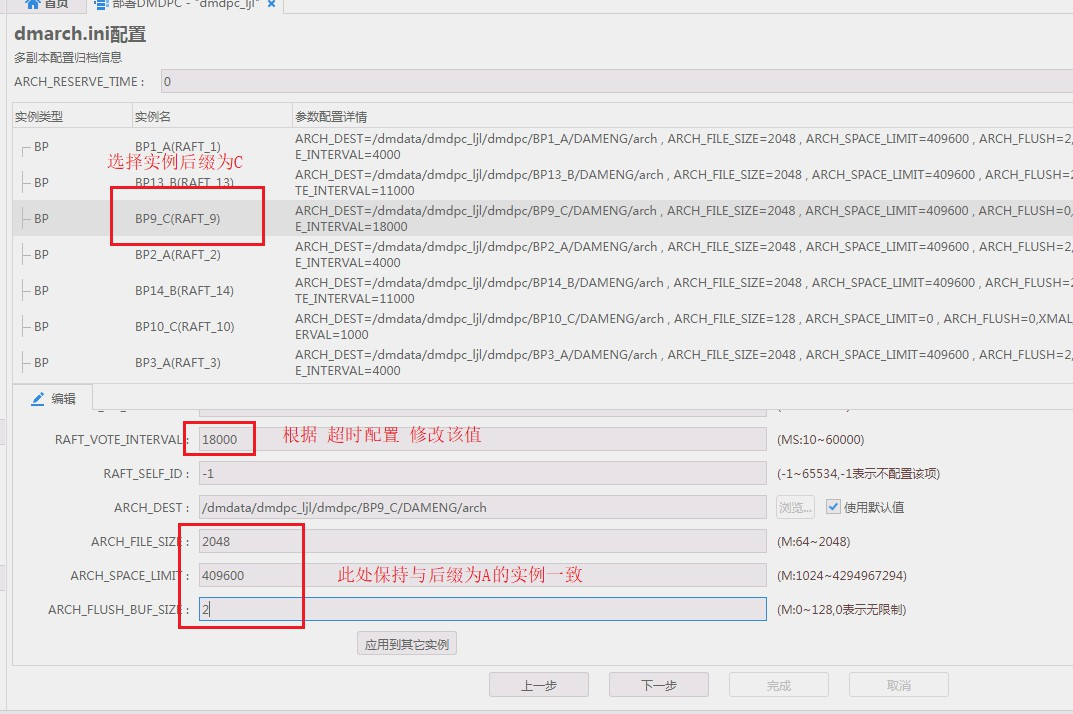 首页 部署DMDPC - "dmdpc_ljl"
dmarch.ini配置
多副本配置归档信息
ARCH_RESERVE_TIME : 0
实例类型 实例名 参数配置详情
BP BP1_A(RAFT_1) ARCH_DEST=/dmdata/dmdpc_ljl/dmdpc/BP1_A/DAMENG/arch , ARCH_FILE_SIZE=2048 , ARCH_SPACE_LIMIT=409600 , ARCH_FLUSH=2,
E_INTERVAL=4000
选择实例后缀为C
BP BP13_B(RAFT_13) ARCH_DEST=/dmdata/dmdpc_ljl/dmdpc/BP13_B/DAMENG/arch , ARCH_FILE_SIZE=2048 , ARCH_SPACE_LIMIT=409600 , ARCH_FLUSH=2
TE_INTERVAL=11000
BP BP9_C(RAFT_9) ARCH_DEST=/dmdata/dmdpc_ljl/dmdpc/BP9_C/DAMENG/arch , ARCH_FILE_SIZE=2048 , ARCH_SPACE_LIMIT=409600 , ARCH_FLUSH=0,
E_INTERVAL=18000
BP BP2_A(RAFT_2) ARCH_DEST=/dmdata/dmdpc_ljl/dmdpc/BP2_A/DAMENG/arch , ARCH_FILE_SIZE=2048 , ARCH_SPACE_LIMIT=409600 , ARCH_FLUSH=2,
E_INTERVAL=4000
BP BP14_B(RAFT_14) ARCH_DEST=/dmdata/dmdpc_ljl/dmdpc/BP14_B/DAMENG/arch , ARCH_FILE_SIZE=2048 , ARCH_SPACE_LIMIT=409600 , ARCH_FLUSH=2
TE_INTERVAL=11000
BP BP10_C(RAFT_10) ARCH_DEST=/dmdata/dmdpc_ljl/dmdpc/BP10_C/DAMENG/arch , ARCH_FILE_SIZE=128 , ARCH_SPACE_LIMIT=0 , ARCH_FLUSH=0,XMAL
ERVAL=1000
BP BP3_A(RAFT_3) ARCH_DEST=/dmdata/dmdpc_ljl/dmdpc/BP3_A/DAMENG/arch , ARCH_FILE_SIZE=2048 , ARCH_SPACE_LIMIT=409600 , ARCH_FLUSH=2,
E_INTERVAL=4000
编辑
RAFT_VOTE_INTERVAL : 18000 根据 超时配置 修改该值 (MS:10~60000)
RAFT_SELF_ID : -1 (-1~65534,-1表示不配置该项)
ARCH_DEST : /dmdata/dmdpc_ljl/dmdpc/BP9_C/DAMENG/arch 浏览... 使用默认值
ARCH_FILE_SIZE : 2048 (M:64~2048)
ARCH_SPACE_LIMIT : 409600 此处保持与后缀为A的实例一致 (M:1024~4294967294)
ARCH_FLUSH_BUF_SIZE : 2 (M:0~128,0表示无限制)
应用到其它实例
上一步 下一步 完成 取消